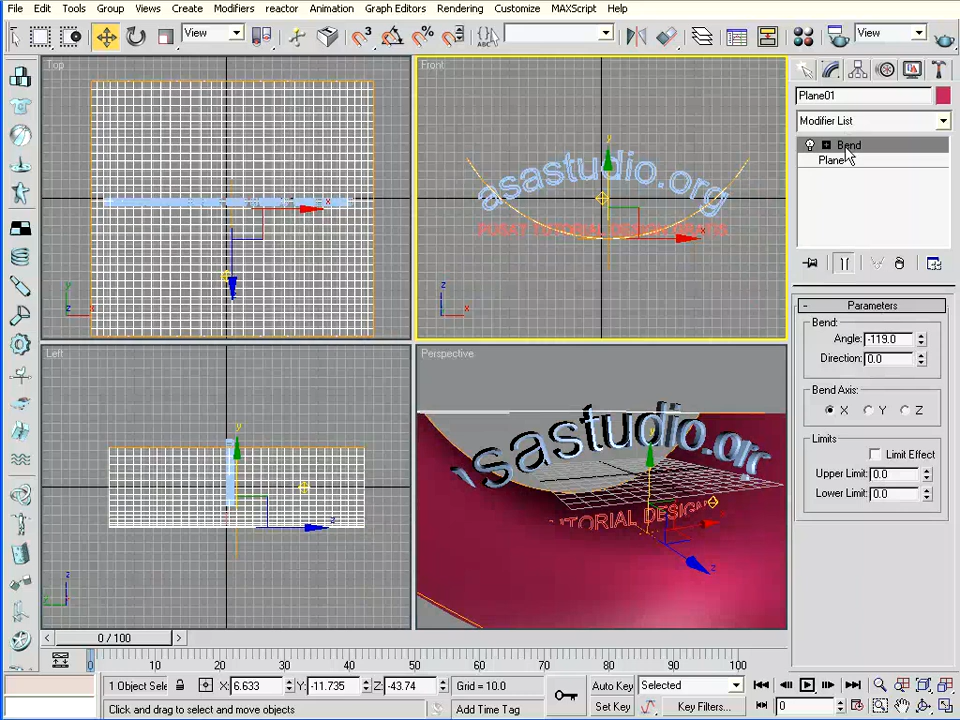 File Edit Tools Group Views Create Modifiers reactor Animation Graph Editors Rendering Customize MAXScript Help
View
View
Top
Front
Plane01
Modifier List
Bend
Plane
y
asastudio.org
PUSAT TUTORIAL DESIGN GRATIS
x
Parameters
Bend:
Angle: -119.0
Direction: 0.0
Left
Perspective
Bend Axis:
X Y Z
Limits
Limit Effect
Upper Limit: 0.0
Lower Limit: 0.0
sastudio.org
TUTORIAL DESIGN
0 / 100
0 10 20 30 40 50 60 70 80 90 100
1 Object Sele X: 6.633 Y: -11.735 Z: -43.74 Grid = 10.0 Auto Key Selected
Click and drag to select and move objects Add Time Tag Set Key Key Filters... 0